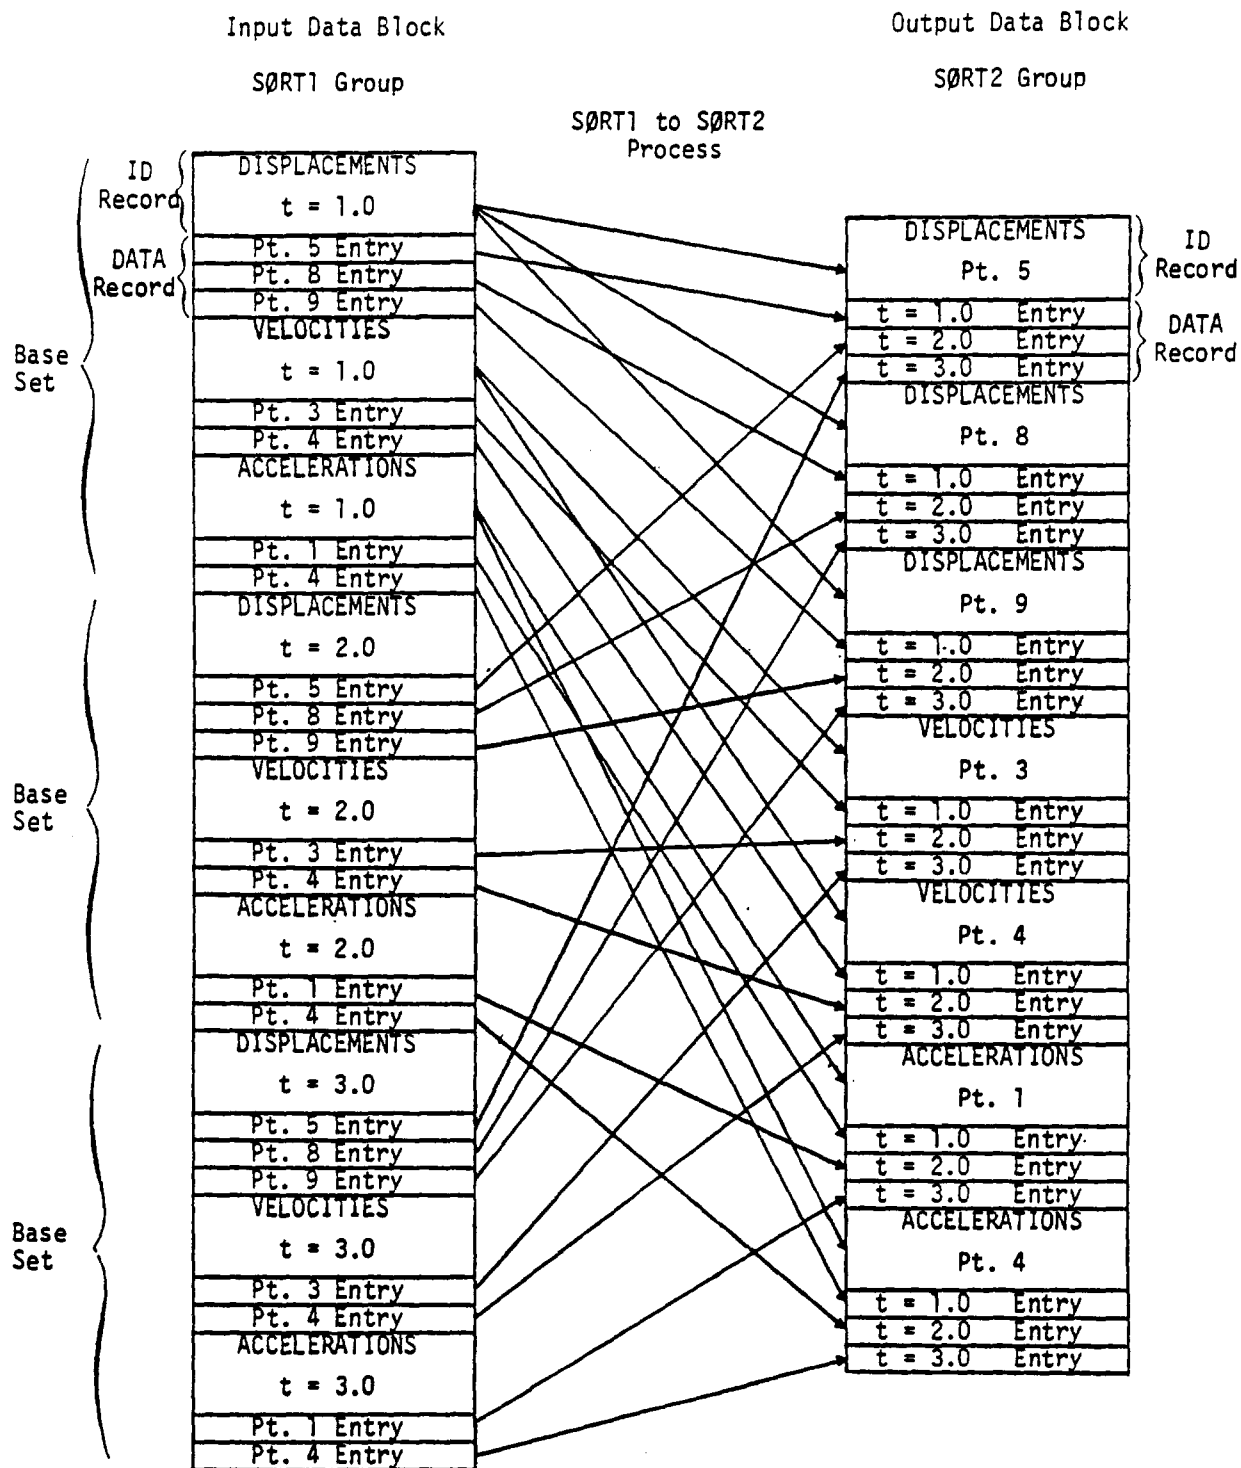 Input Data Block
SØRT1 Group
Output Data Block
SØRT2 Group
SØRT1 to SØRT2
Process
ID
Record
DATA
Record
Base
Set
Base
Set
Base
Set
DISPLACEMENTS
t = 1.0
Pt. 5 Entry
Pt. 8 Entry
Pt. 9 Entry
VELOCITIES
t = 1.0
Pt. 3 Entry
Pt. 4 Entry
ACCELERATIONS
t = 1.0
Pt. 1 Entry
Pt. 4 Entry
DISPLACEMENTS
t = 2.0
Pt. 5 Entry
Pt. 8 Entry
Pt. 9 Entry
VELOCITIES
t = 2.0
Pt. 3 Entry
Pt. 4 Entry
ACCELERATIONS
t = 2.0
Pt. 1 Entry
Pt. 4 Entry
DISPLACEMENTS
t = 3.0
Pt. 5 Entry
Pt. 8 Entry
Pt. 9 Entry
VELOCITIES
t = 3.0
Pt. 3 Entry
Pt. 4 Entry
ACCELERATIONS
t = 3.0
Pt. 1 Entry
Pt. 4 Entry
DISPLACEMENTS
Pt. 5
t = 1.0 Entry
t = 2.0 Entry
t = 3.0 Entry
DISPLACEMENTS
Pt. 8
t = 1.0 Entry
t = 2.0 Entry
t = 3.0 Entry
DISPLACEMENTS
Pt. 9
t = 1.0 Entry
t = 2.0 Entry
t = 3.0 Entry
VELOCITIES
Pt. 3
t = 1.0 Entry
t = 2.0 Entry
t = 3.0 Entry
VELOCITIES
Pt. 4
t = 1.0 Entry
t = 2.0 Entry
t = 3.0 Entry
ACCELERATIONS
Pt. 1
t = 1.0 Entry
t = 2.0 Entry
t = 3.0 Entry
ACCELERATIONS
Pt. 4
t = 1.0 Entry
t = 2.0 Entry
t = 3.0 Entry
ID
Record
DATA
Record